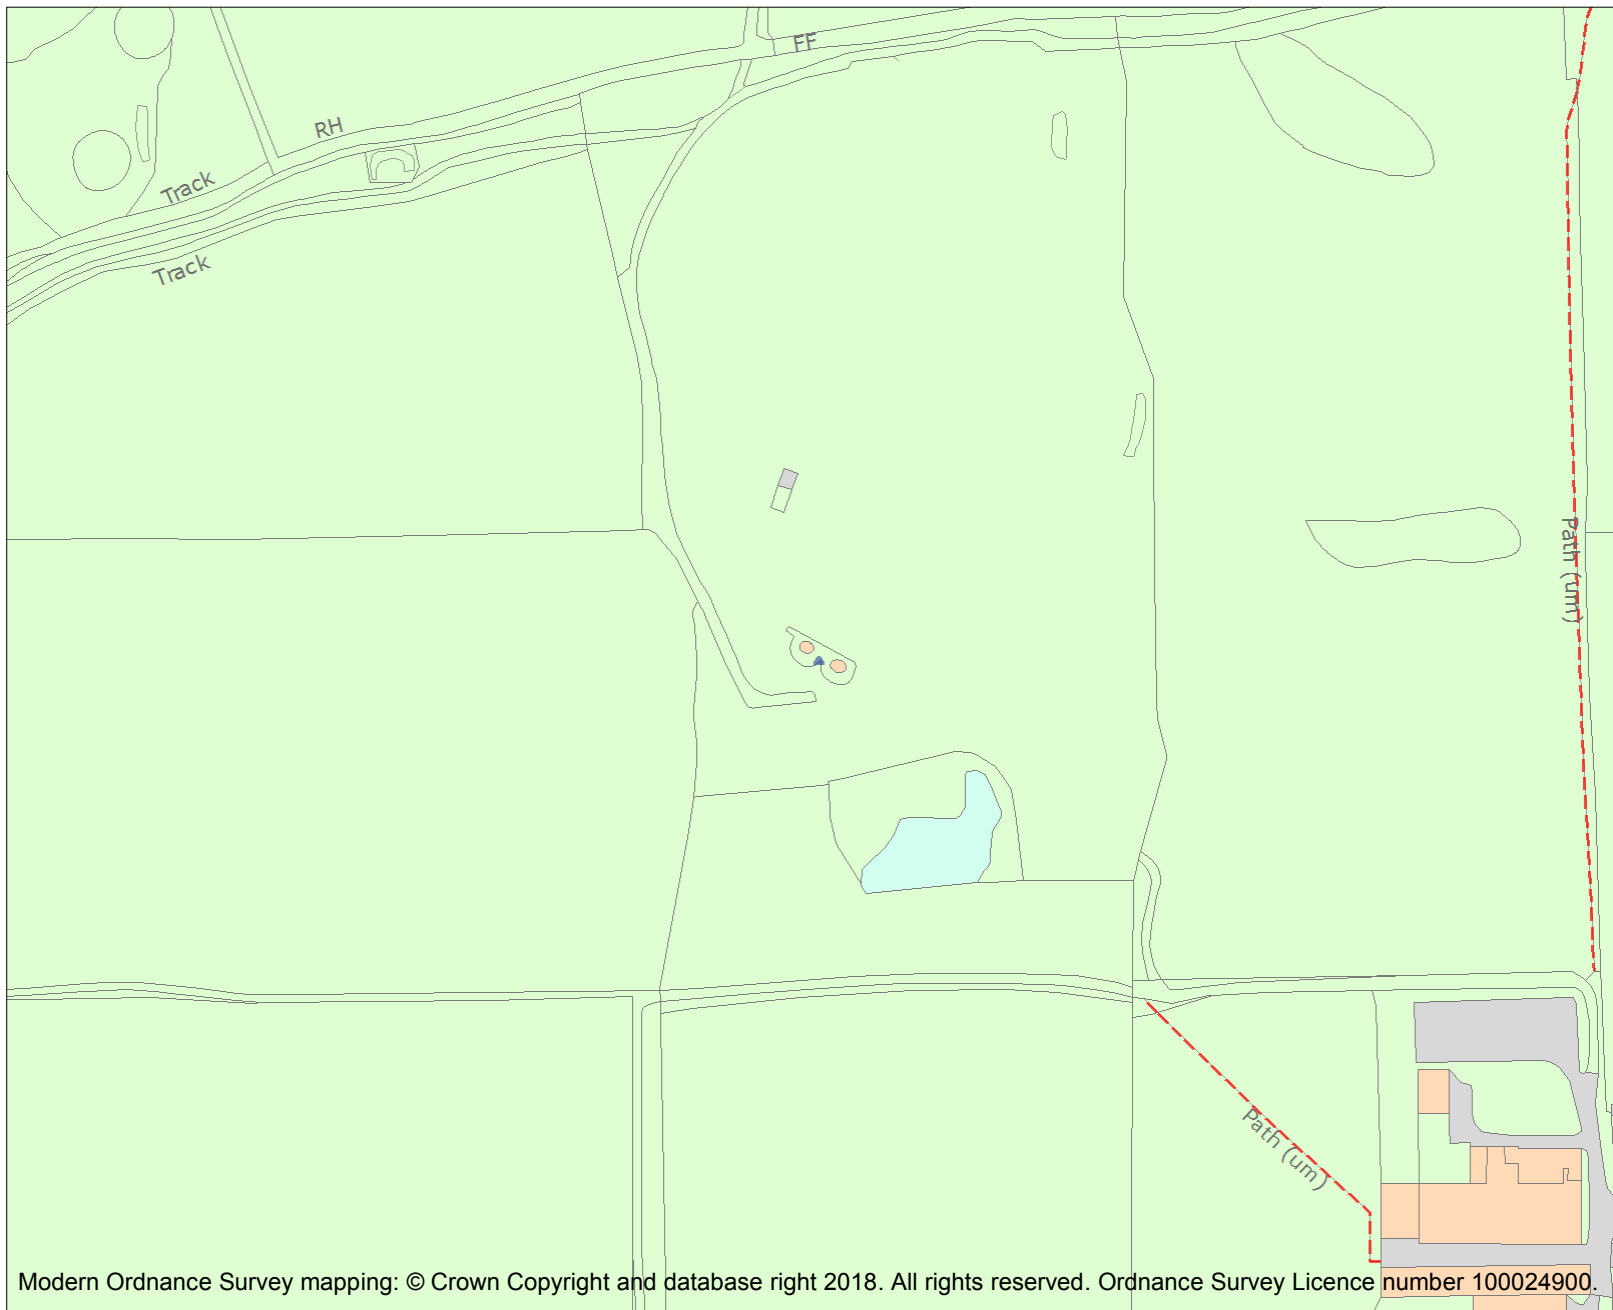 FF
RH
Track
Track
Path (um)
Path (um)
Modern Ordnance Survey mapping: © Crown Copyright and database right 2018. All rights reserved. Ordnance Survey Licence number 100024900.